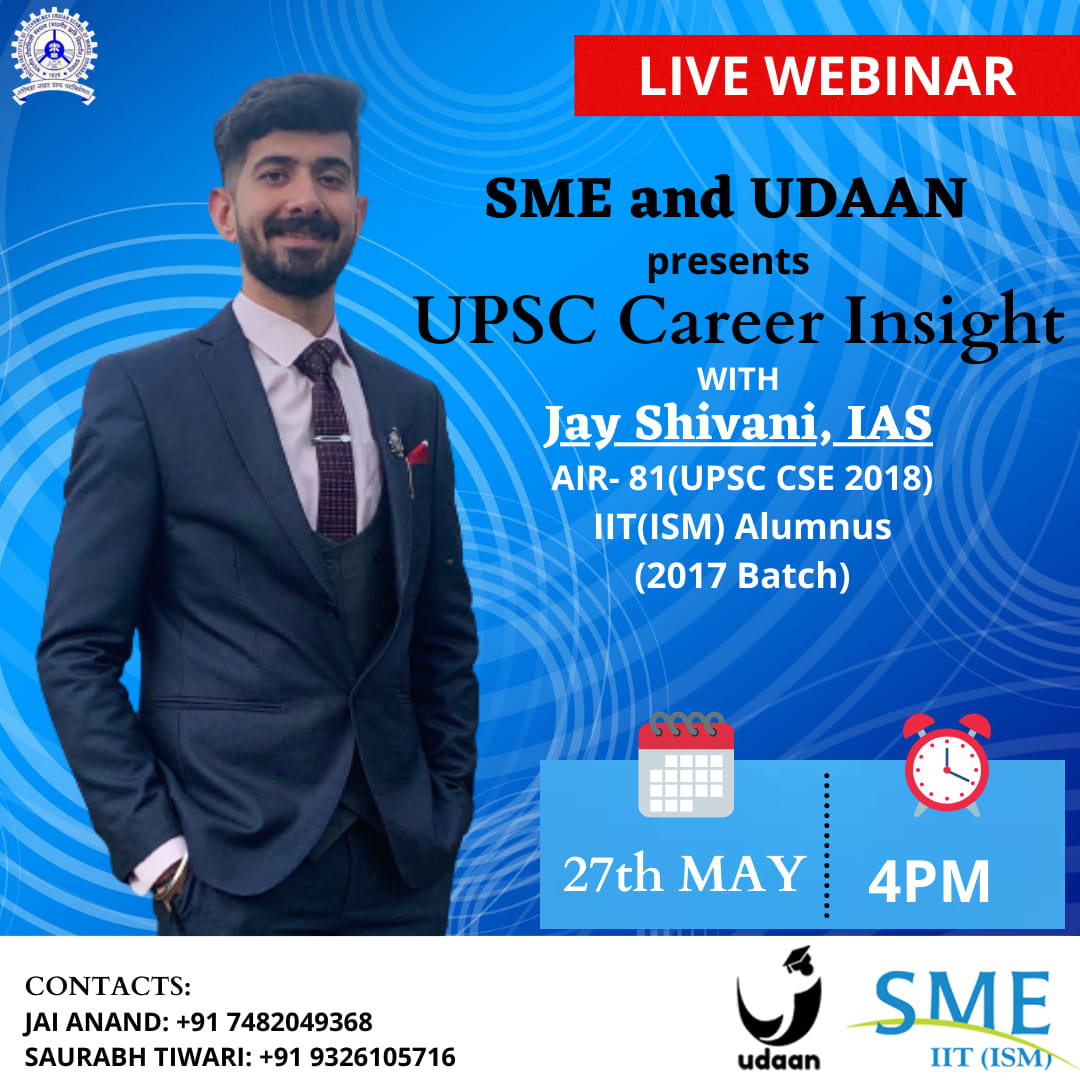 LIVE WEBINAR
SME and UDAAN
presents
UPSC Career Insight
WITH
Jay Shivani, IAS
AIR- 81(UPSC CSE 2018)
IIT(ISM) Alumnus
(2017 Batch)
27th MAY
4PM
CONTACTS:
JAI ANAND: +91 7482049368
SAURABH TIWARI: +91 9326105716
udaan
SME
IIT (ISM)